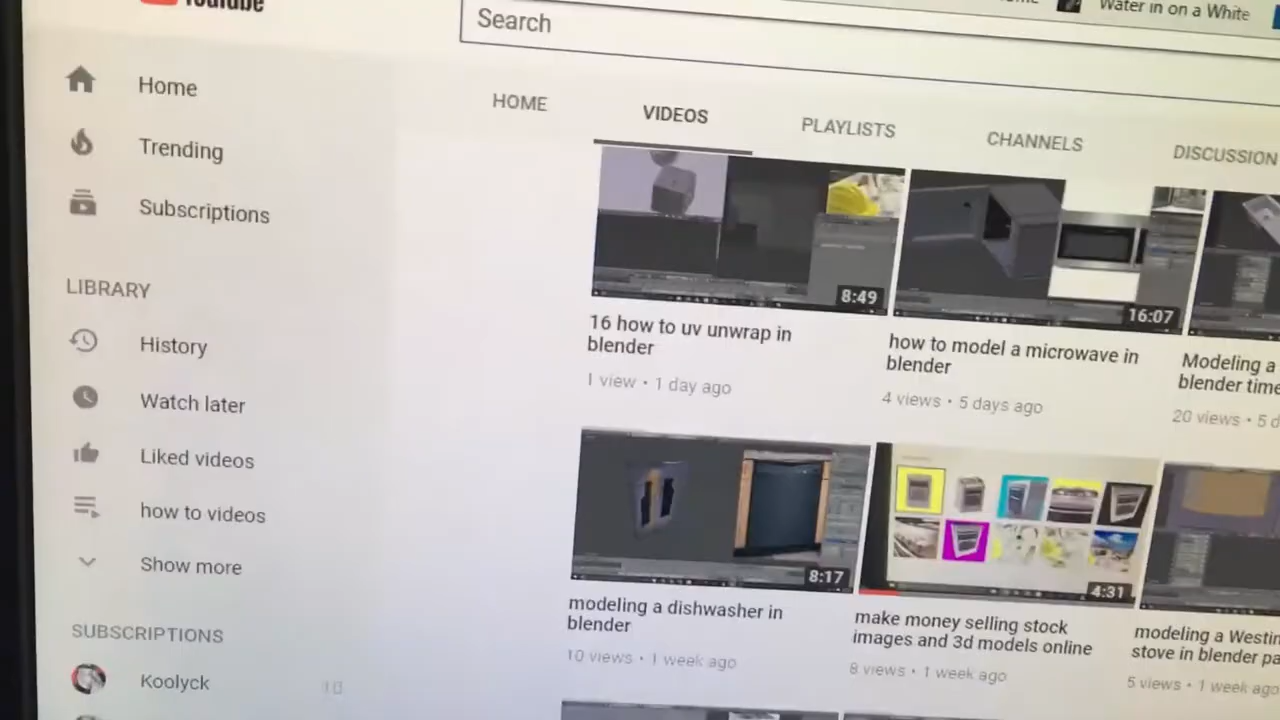 YouTube
Search
Water in on a White
Home
Trending
Subscriptions
LIBRARY
History
Watch later
Liked videos
how to videos
Show more
SUBSCRIPTIONS
Koolyck
HOME
VIDEOS
PLAYLISTS
CHANNELS
DISCUSSION
8:49
16:07
16 how to uv unwrap in
blender
1 view • 1 day ago
how to model a microwave in
blender
4 views • 5 days ago
Modeling a
blender time
20 views • 5 d
8:17
4:31
modeling a dishwasher in
blender
10 views • 1 week ago
make money selling stock
images and 3d models online
8 views • 1 week ago
modeling a Westin
stove in blender pa
5 views • 1 week ago